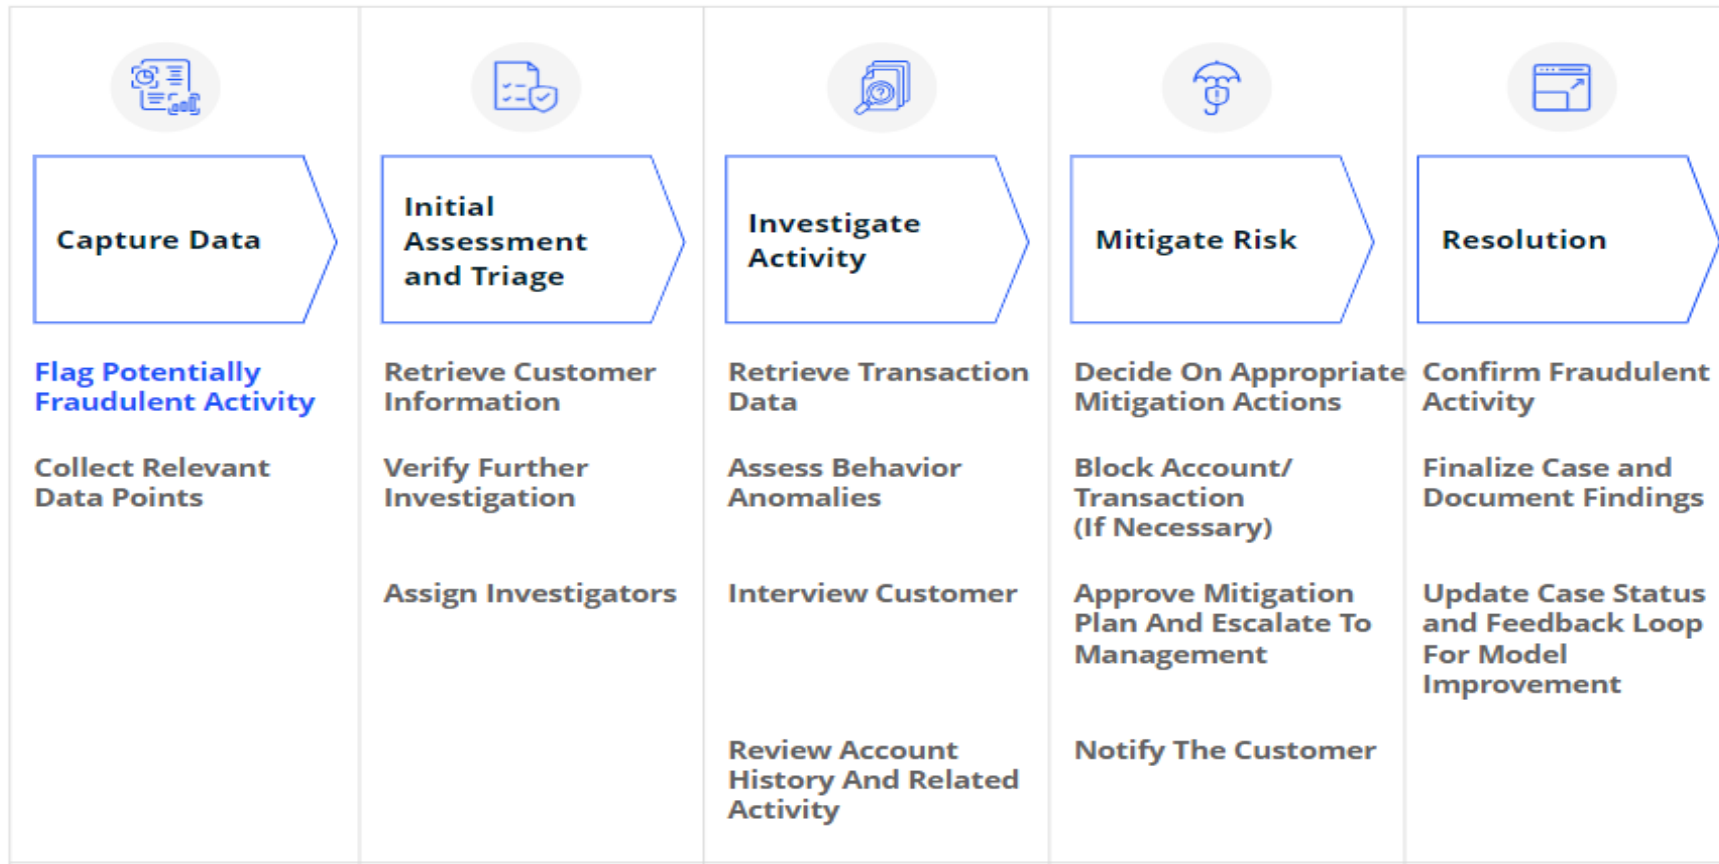 Capture Data
Initial
Assessment
and Triage
Investigate
Activity
Mitigate Risk
Resolution
Flag Potentially
Fraudulent Activity
Collect Relevant
Data Points
Retrieve Customer
Information
Verify Further
Investigation
Assign Investigators
Retrieve Transaction
Data
Assess Behavior
Anomalies
Interview Customer
Review Account
History And Related
Activity
Decide On Appropriate
Mitigation Actions
Block Account/
Transaction
(If Necessary)
Approve Mitigation
Plan And Escalate To
Management
Notify The Customer
Confirm Fraudulent
Activity
Finalize Case and
Document Findings
Update Case Status
and Feedback Loop
For Model
Improvement